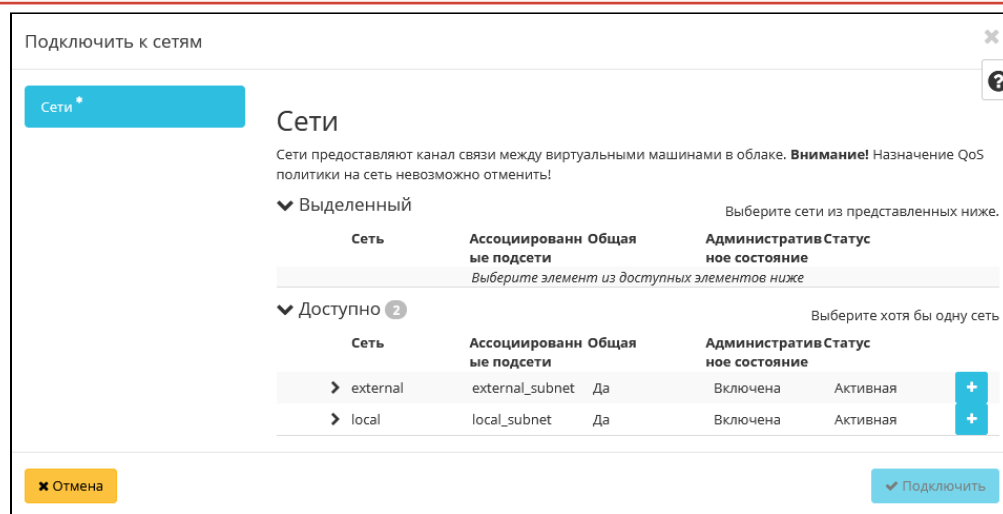 Подключить к сетям
Сети *
Сети
Сети предоставляют канал связи между виртуальными машинами в облаке. Внимание! Назначение QoS
политики на сеть невозможно отменить!
Выделенный Выберите сети из представленных ниже.
Сеть Ассоциированн Общая Административ Статус
ые подсети ное состояние
Выберите элемент из доступных элементов ниже
Доступно 2 Выберите хотя бы одну сеть
Сеть Ассоциированн Общая Административ Статус
ые подсети ное состояние
external external_subnet Да Включена Активная +
local local_subnet Да Включена Активная +
Отмена Подключить